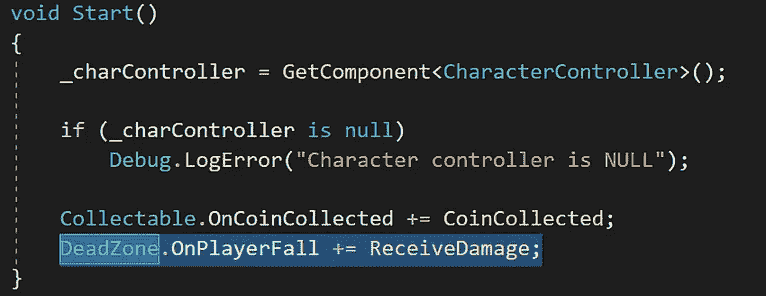 void Start()
{
_charController = GetComponent<CharacterController>();
if (_charController is null)
Debug.LogError("Character controller is NULL");
Collectable.OnCoinCollected += CoinCollected;
DeadZone.OnPlayerFall += ReceiveDamage;
}